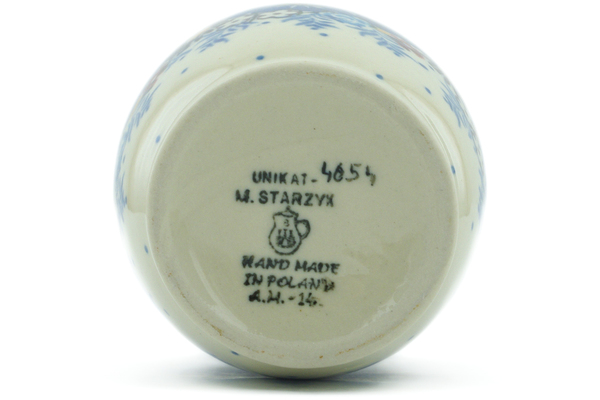 UNIKAT-4654
M. STARZYK
HAND MADE
IN POLAND
A.M.-14